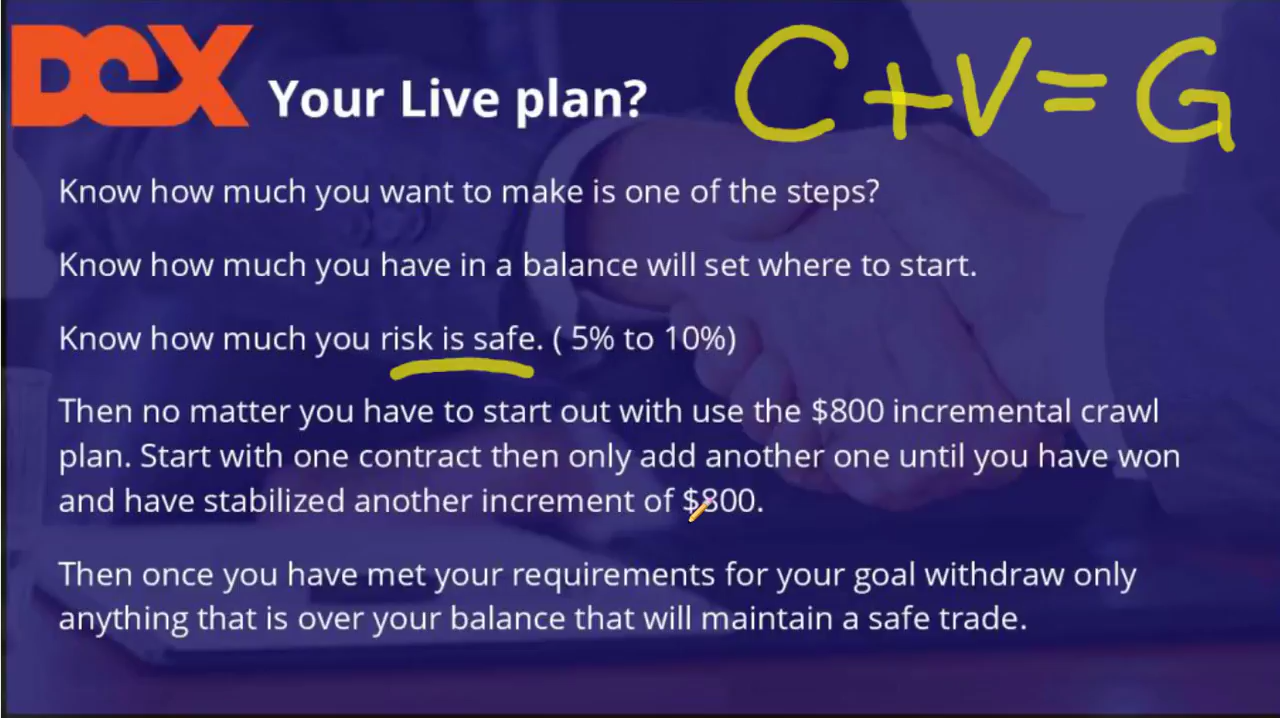 DCX
Your Live plan?
C+V=G
Know how much you want to make is one of the steps?
Know how much you have in a balance will set where to start.
Know how much you risk is safe. ( 5% to 10%)
Then no matter you have to start out with use the $800 incremental crawl
plan. Start with one contract then only add another one until you have won
and have stabilized another increment of $800.
Then once you have met your requirements for your goal withdraw only
anything that is over your balance that will maintain a safe trade.